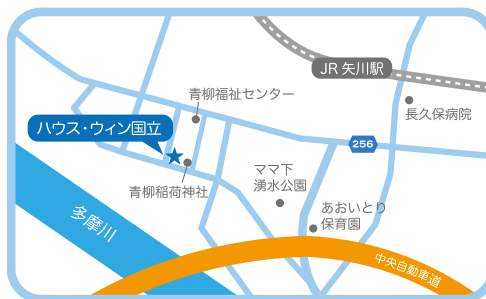 JR 矢川駅
青柳福祉センター
長久保病院
ハウス・ウィン国立
256
青柳稲荷神社
ママ下
湧水公園
あおいとり
保育園
多摩川
中央自動車道